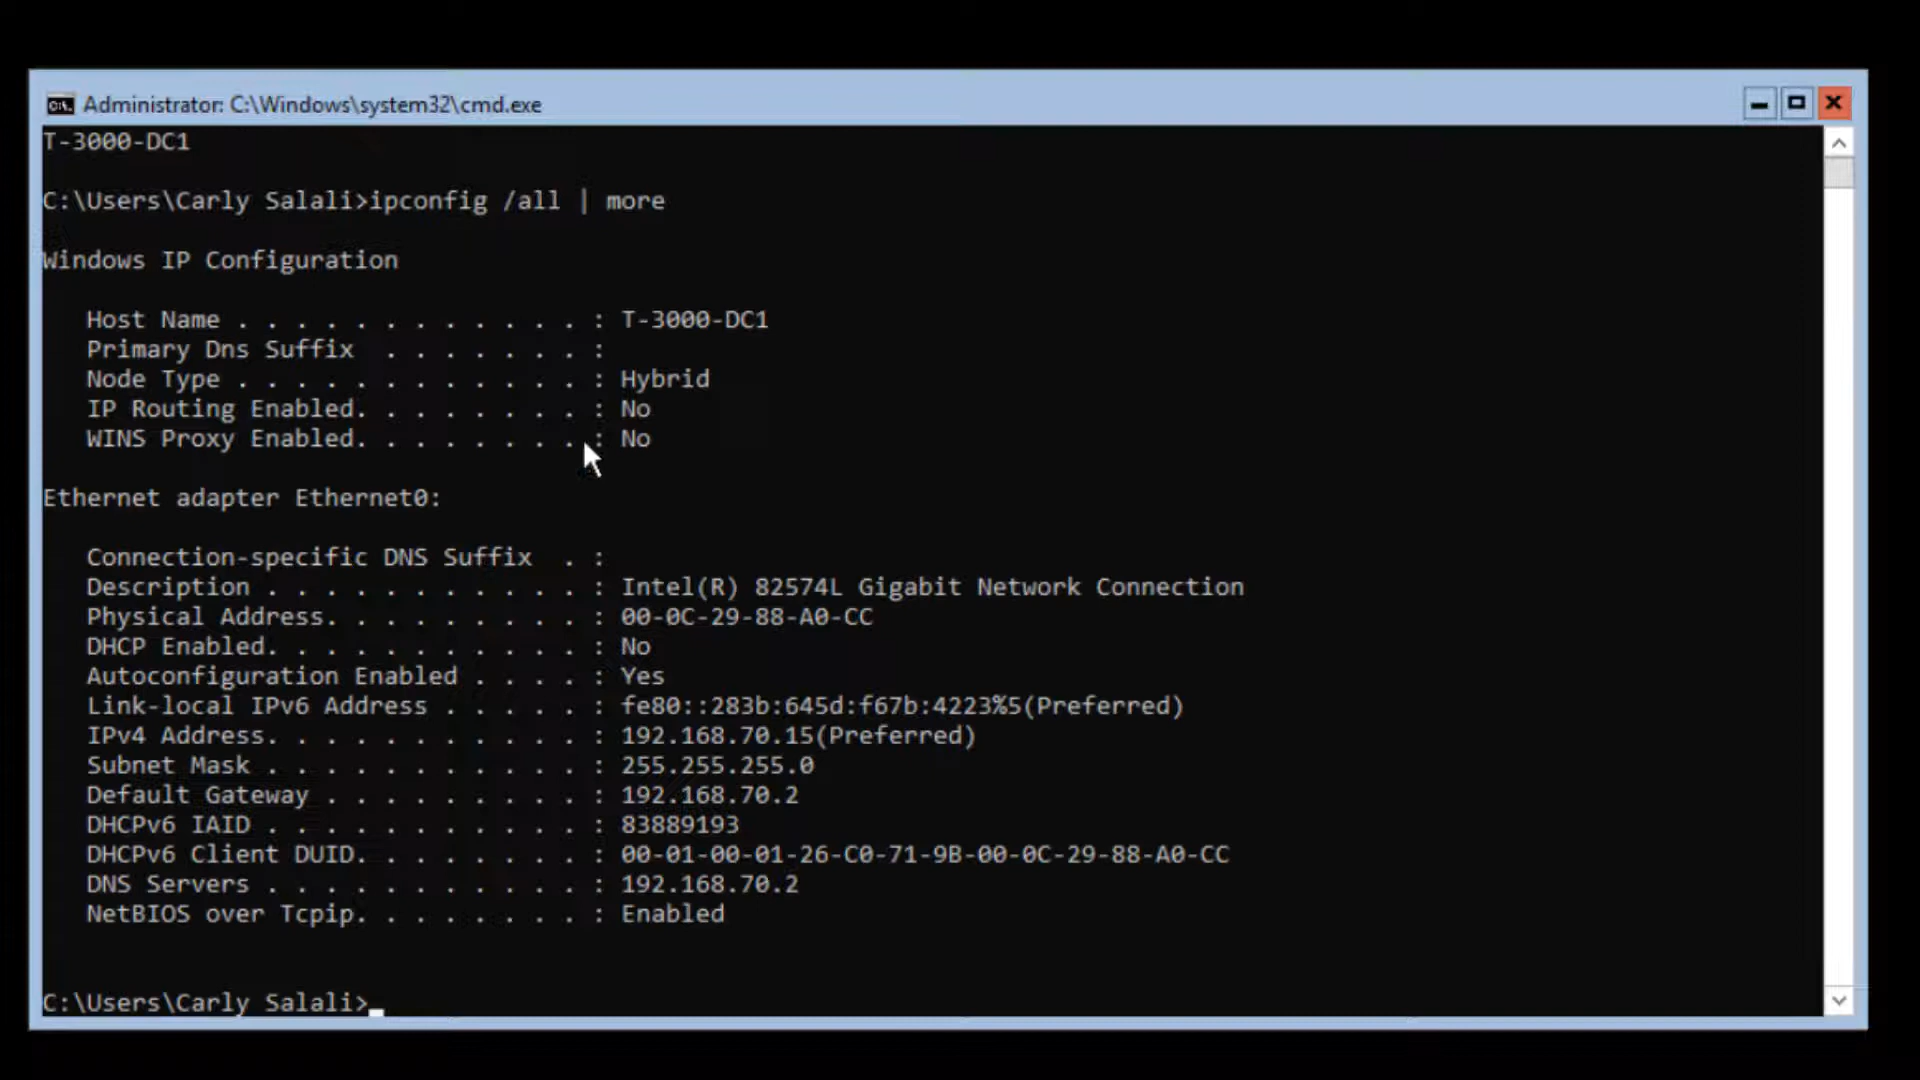 Administrator: C:\Windows\system32\cmd.exe
T-3000-DC1
C:\Users\Carly Salali>ipconfig /all | more
Windows IP Configuration
Host Name . . . . . . . . . . . . : T-3000-DC1
Primary Dns Suffix  . . . . . . . :
Node Type . . . . . . . . . . . . : Hybrid
IP Routing Enabled. . . . . . . . : No
WINS Proxy Enabled. . . . . . . . : No
Ethernet adapter Ethernet0:
Connection-specific DNS Suffix  . :
Description . . . . . . . . . . . : Intel(R) 82574L Gigabit Network Connection
Physical Address. . . . . . . . . : 00-0C-29-88-A0-CC
DHCP Enabled. . . . . . . . . . . : No
Autoconfiguration Enabled . . . . : Yes
Link-local IPv6 Address . . . . . : fe80::283b:645d:f67b:4223%5(Preferred)
IPv4 Address. . . . . . . . . . . : 192.168.70.15(Preferred)
Subnet Mask . . . . . . . . . . . : 255.255.255.0
Default Gateway . . . . . . . . . : 192.168.70.2
DHCPv6 IAID . . . . . . . . . . . : 83889193
DHCPv6 Client DUID. . . . . . . . : 00-01-00-01-26-C0-71-9B-00-0C-29-88-A0-CC
DNS Servers . . . . . . . . . . . : 192.168.70.2
NetBIOS over Tcpip. . . . . . . . : Enabled
C:\Users\Carly Salali>